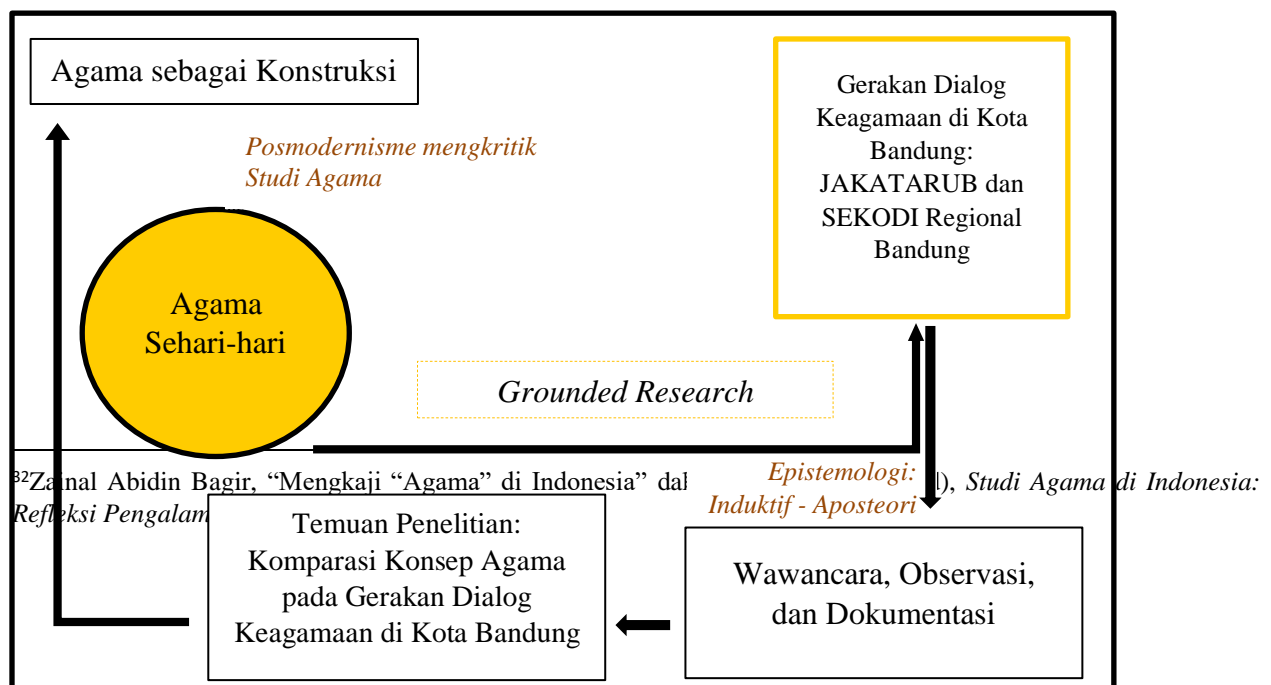 Agama sebagai Konstruksi
Gerakan Dialog
Keagamaan di Kota
Bandung:
JAKATARUB dan
SEKODI Regional
Bandung
Posmodernisme mengkritik
Studi Agama
Agama
Sehari-hari
Grounded Research
Epistemologi:
Induktif - Aposteori
³²Zainal Abidin Bagir, “Mengkaji “Agama” di Indonesia” ), Studi Agama di Indonesia:
Refleksi
Temuan Penelitian:
Komparasi Konsep Agama
pada Gerakan Dialog
Keagamaan di Kota Bandung
Wawancara, Observasi,
dan Dokumentasi